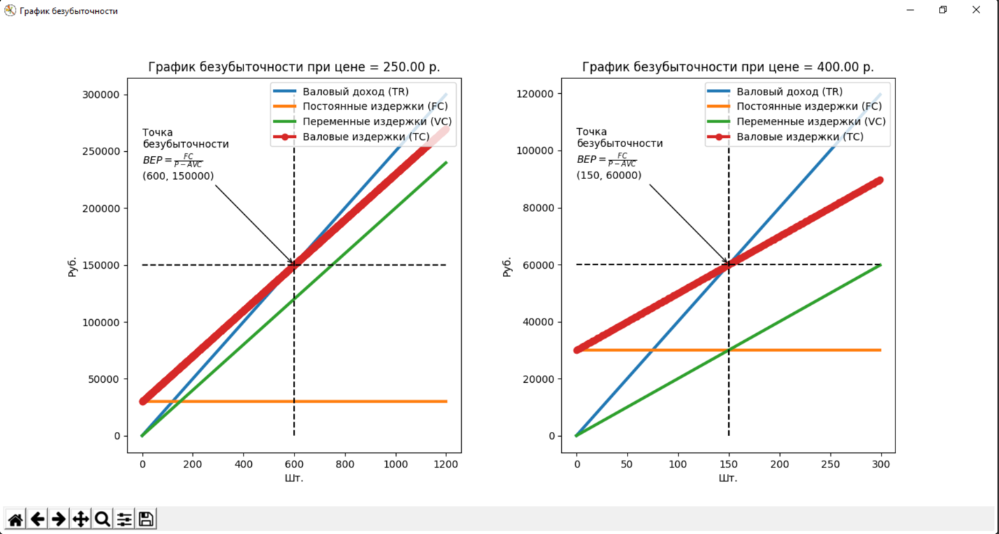 График безубыточности
График безубыточности при цене = 250.00 р.
Валовый доход (TR)
Постоянные издержки (FC)
Переменные издержки (VC)
Валовые издержки (TC)
Точка
безубыточности
BEP = FC / P − AVC
(600, 150000)
300000
250000
200000
150000
100000
50000
0
Руб.
0 200 400 600 800 1000 1200
Шт.
График безубыточности при цене = 400.00 р.
Валовый доход (TR)
Постоянные издержки (FC)
Переменные издержки (VC)
Валовые издержки (TC)
Точка
безубыточности
BEP = FC / P − AVC
(150, 60000)
120000
100000
80000
60000
40000
20000
0
Руб.
0 50 100 150 200 250 300
Шт.